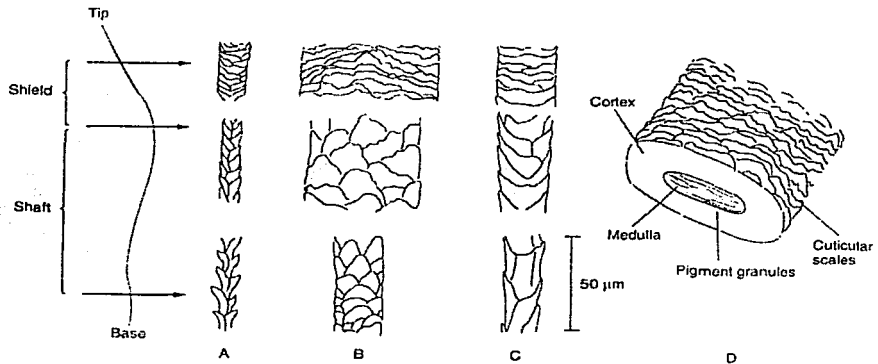 Tip
Shield
Shaft
Base
A
B
C
50 μm
Cortex
Medulla
Pigment granules
Cuticular
scales
D